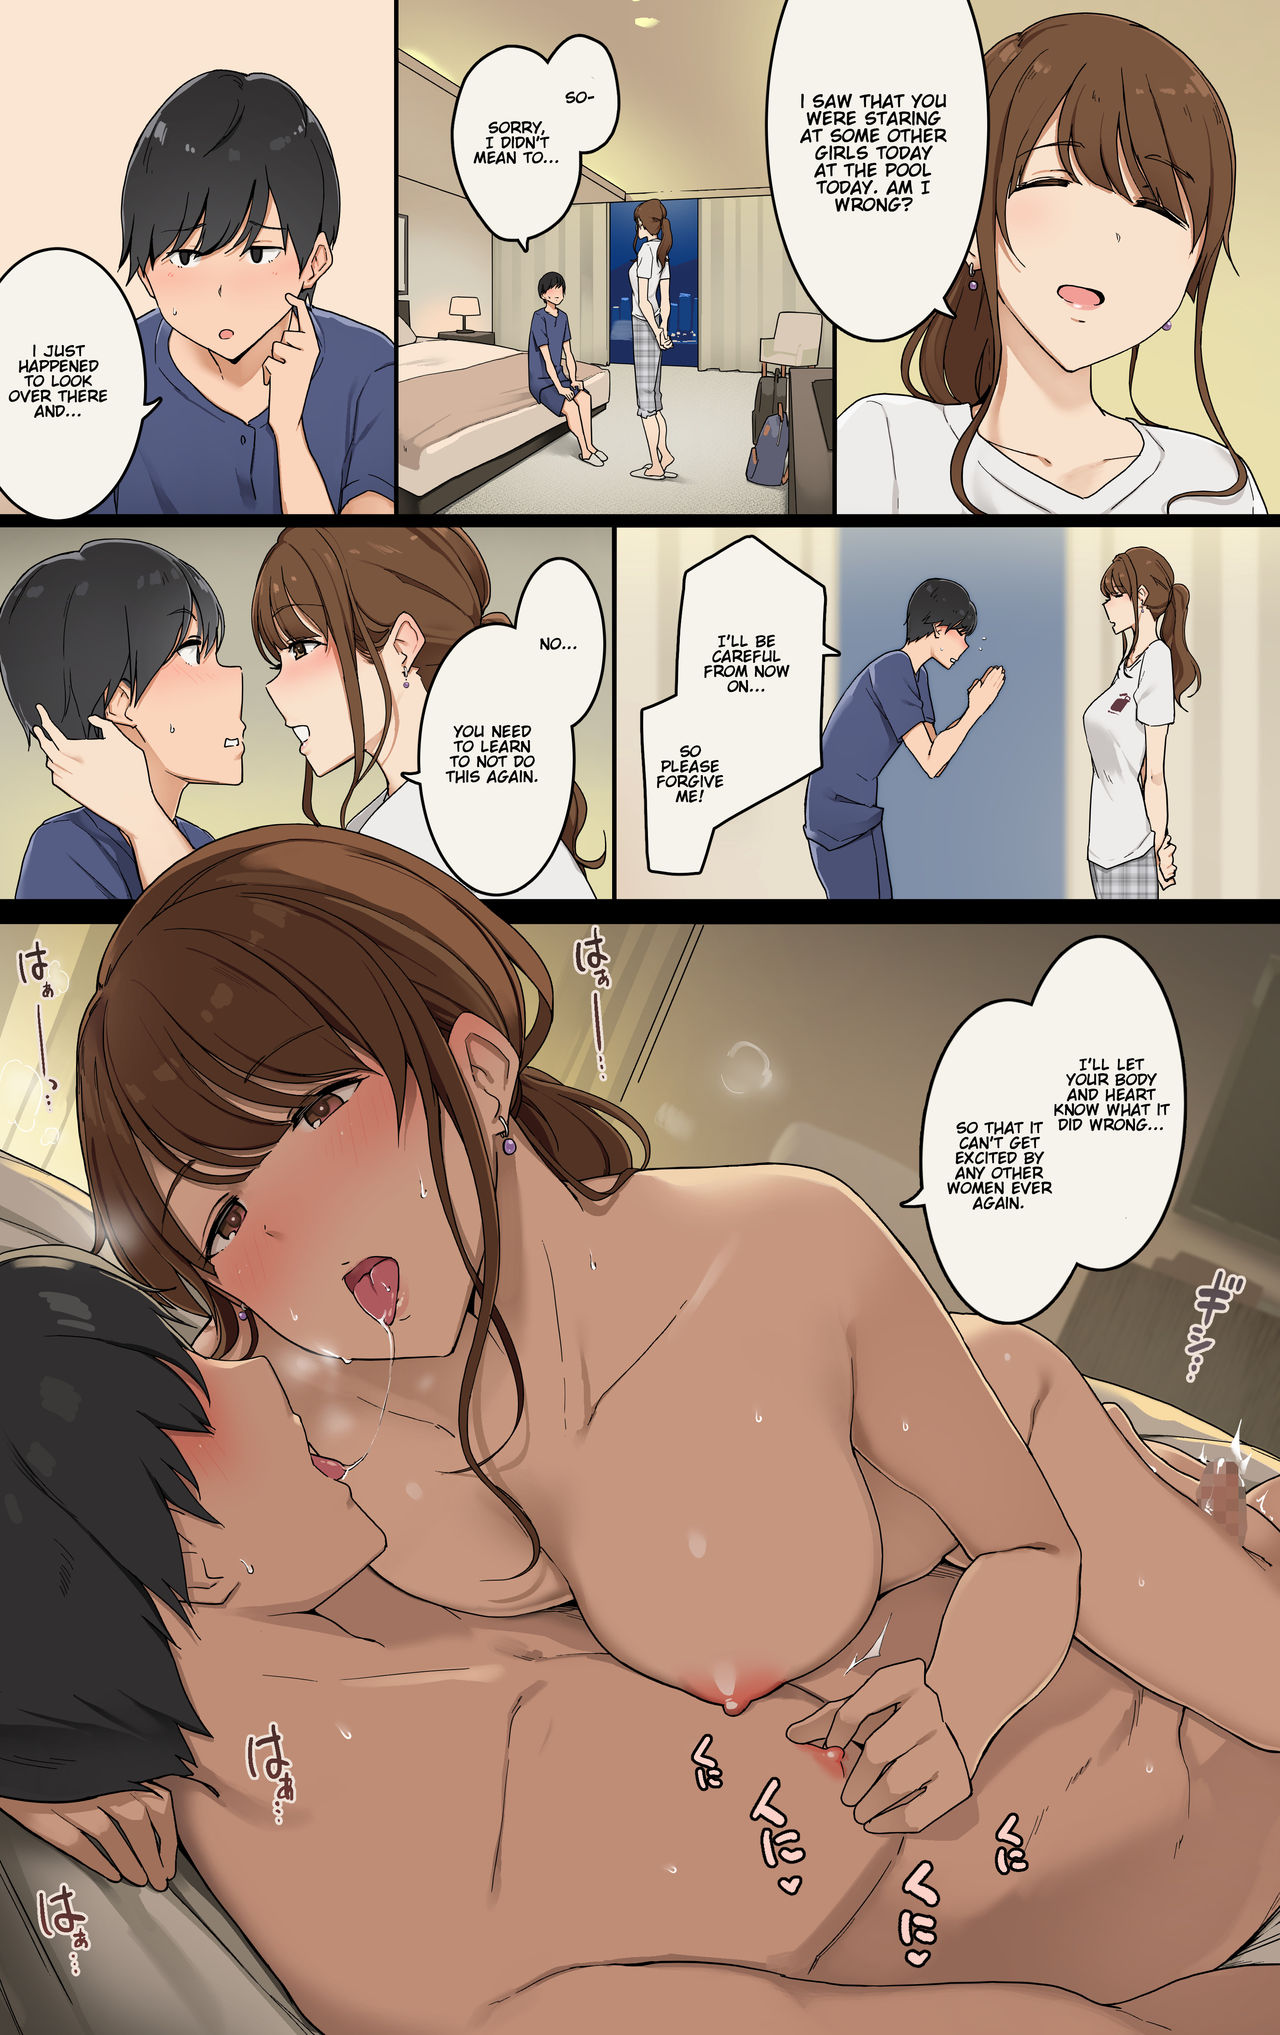 I SAW THAT YOU
WERE STARING
AT SOME OTHER
GIRLS TODAY
AT THE POOL
TODAY. AM I
WRONG?
SO-
SORRY,
I DIDN'T
MEAN TO...
I JUST
HAPPENED
TO LOOK
OVER THERE
AND...
I'LL BE
CAREFUL
FROM NOW
ON...
SO
PLEASE
FORGIVE
ME!
NO...
YOU NEED
TO LEARN
TO NOT DO
THIS AGAIN.
はぁー…
はぁーっ…
I'LL LET
YOUR BODY
AND HEART
KNOW WHAT IT
DID WRONG...
SO THAT IT
CAN'T GET
EXCITED BY
ANY OTHER
WOMEN EVER
AGAIN.
ギシ…
くに
くに♡
くに
くに♡
はぁ…
はぁ…